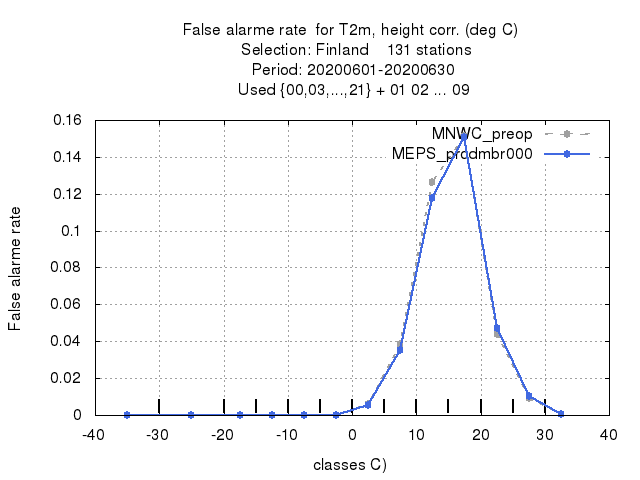 False alarme rate  for T2m, height corr. (deg C)
Selection: Finland    131 stations
Period: 20200601-20200630
Used {00,03,...,21} + 01 02 ... 09
MNWC_preop
MEPS_prodmbr000
False alarme rate
0.16
0.14
0.12
0.1
0.08
0.06
0.04
0.02
0
-40 -30 -20 -10 0 10 20 30 40
classes C)